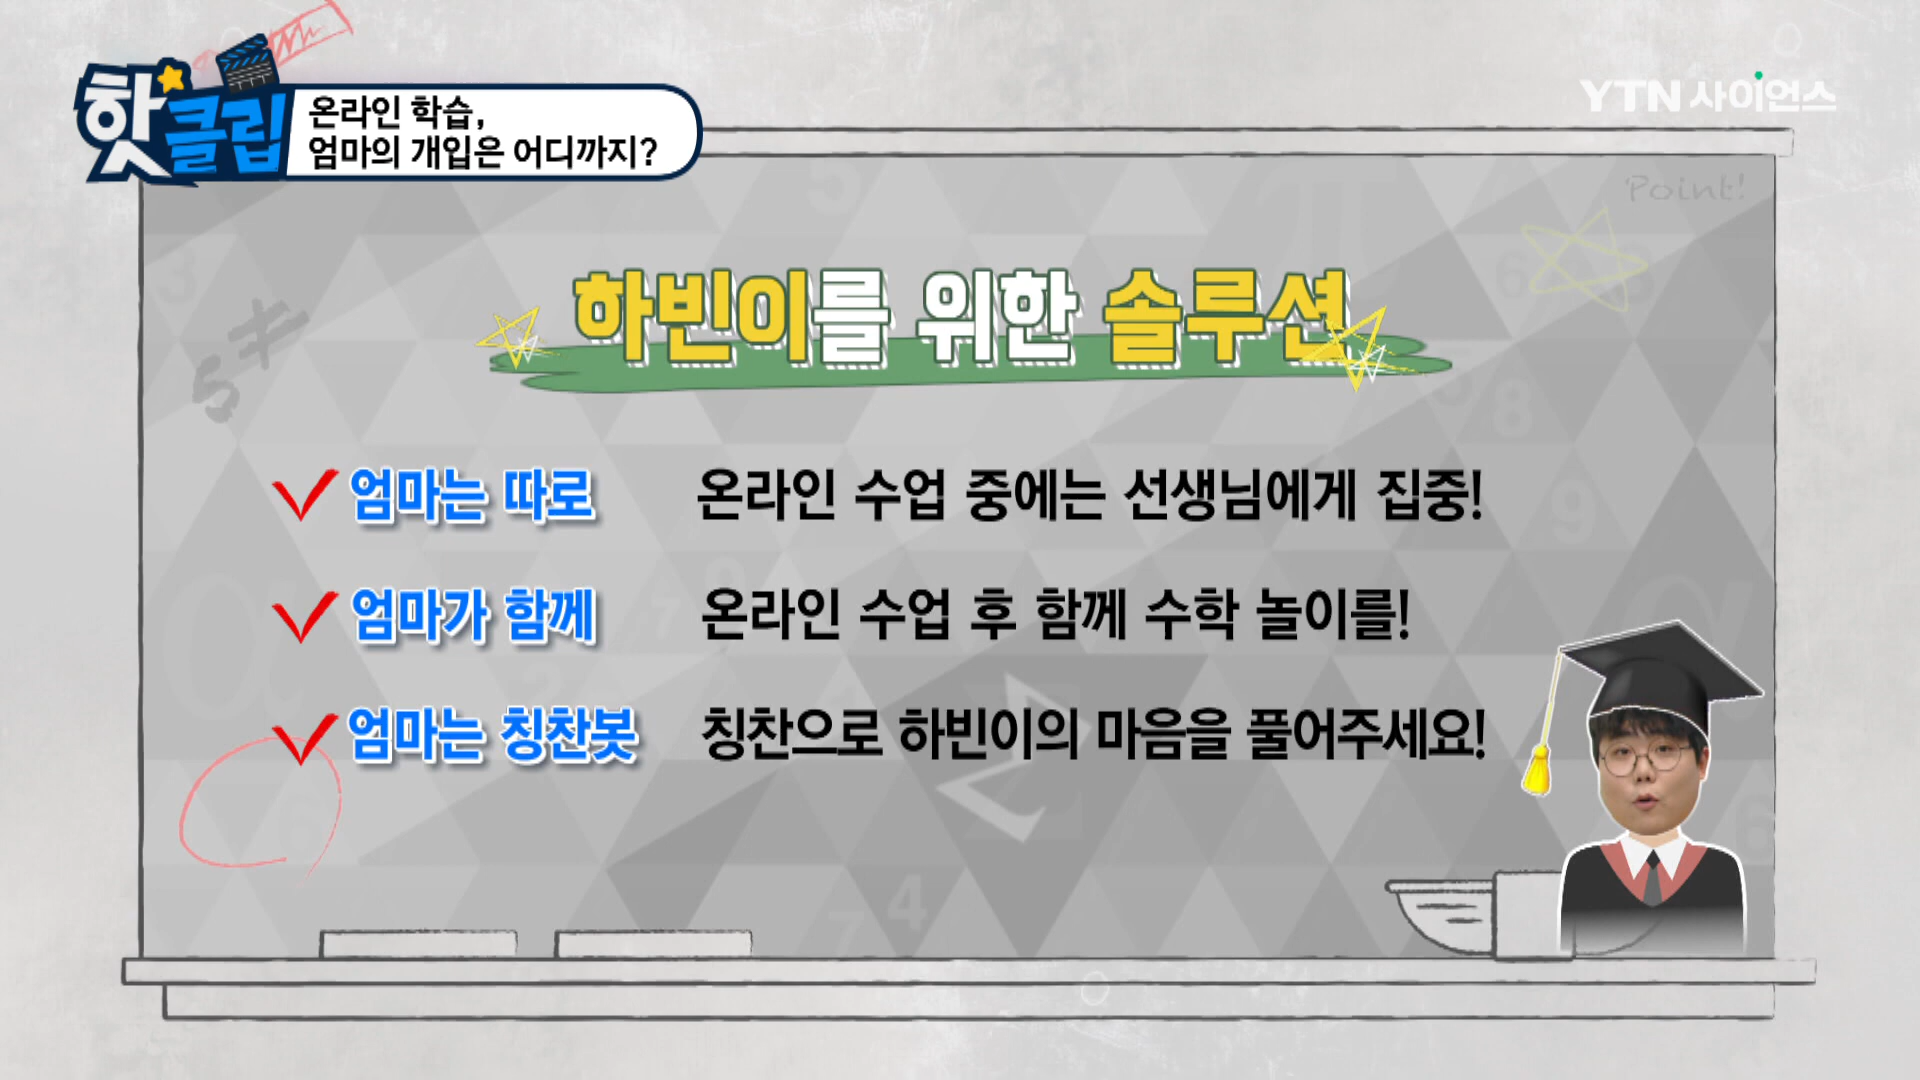 핫클립
온라인 학습,
엄마의 개입은 어디까지?
YTN 사이언스
Point!
하빈이를 위한 솔루션
엄마는 따로 온라인 수업 중에는 선생님에게 집중!
엄마가 함께 온라인 수업 후 함께 수학 놀이를!
엄마는 칭찬봇 칭찬으로 하빈이의 마음을 풀어주세요!